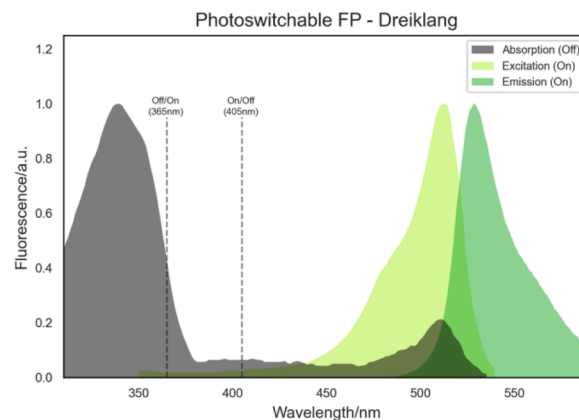 Photoswitchable FP - Dreiklang
1.2
1.0
0.8
0.6
0.4
0.2
0.0
Fluorescence/a.u.
Off/On
(365nm)
On/Off
(405nm)
Absorption (Off)
Excitation (On)
Emission (On)
350
400
450
500
550
Wavelength/nm